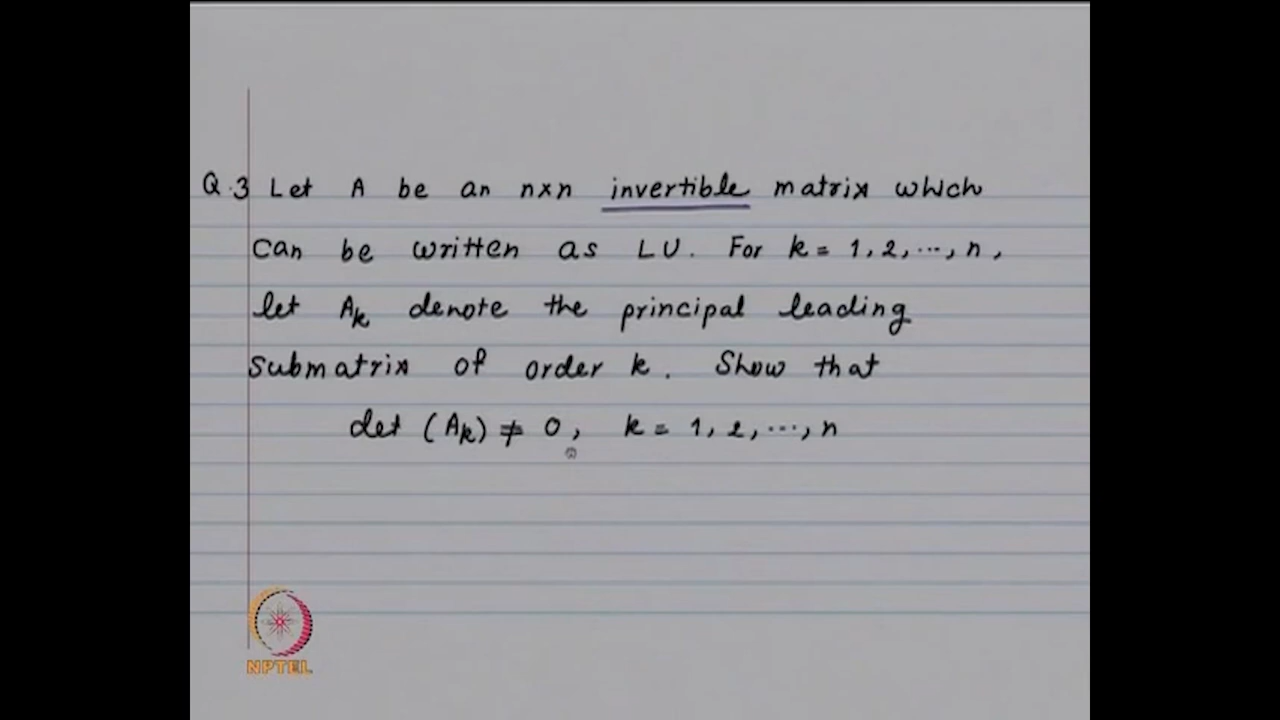 Q.3 Let A be an n×n invertible matrix which
can be written as LU. For k = 1, 2, ..., n,
let Aₖ denote the principal leading
submatrix of order k. Show that
det (Aₖ) ≠ 0, k = 1, 2, ..., n
NPTEL